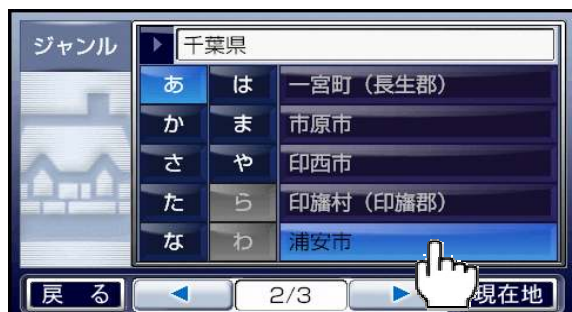 ジャンル
千葉県
あ は 一宮町（長生郡）
か ま 市原市
さ や 印西市
た ら 印旛村（印旛郡）
な わ 浦安市
戻る 2/3 現在地